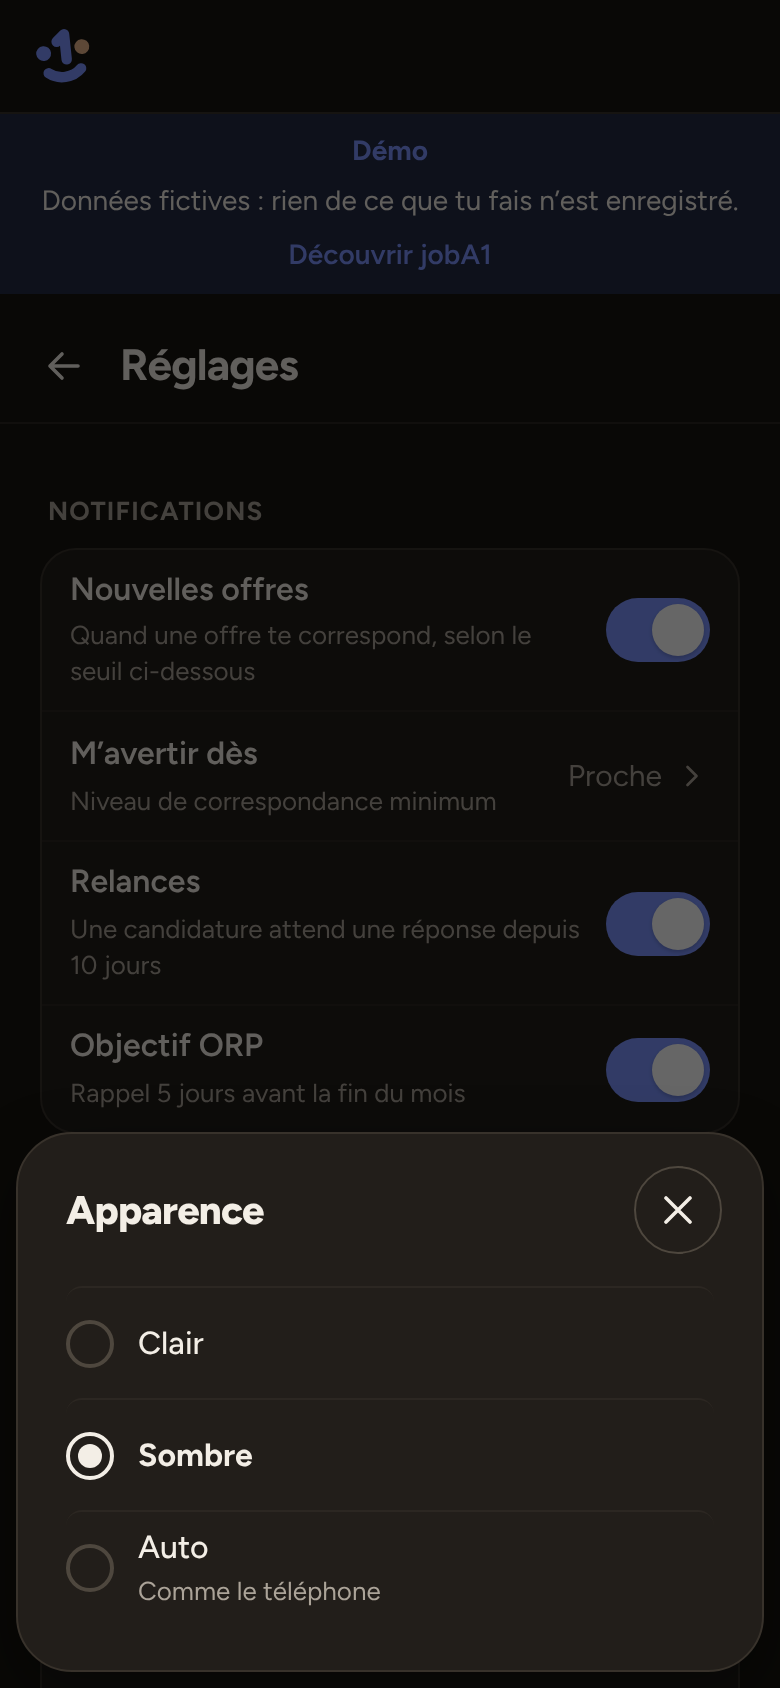 Démo
Données fictives : rien de ce que tu fais n’est enregistré.
Découvrir jobA1
Réglages
NOTIFICATIONS
Nouvelles offres
Quand une offre te correspond, selon le
seuil ci-dessous
M’avertir dès
Proche
Niveau de correspondance minimum
Relances
Une candidature attend une réponse depuis
10 jours
Objectif ORP
Rappel 5 jours avant la fin du mois
Apparence
Clair
Sombre
Auto
Comme le téléphone